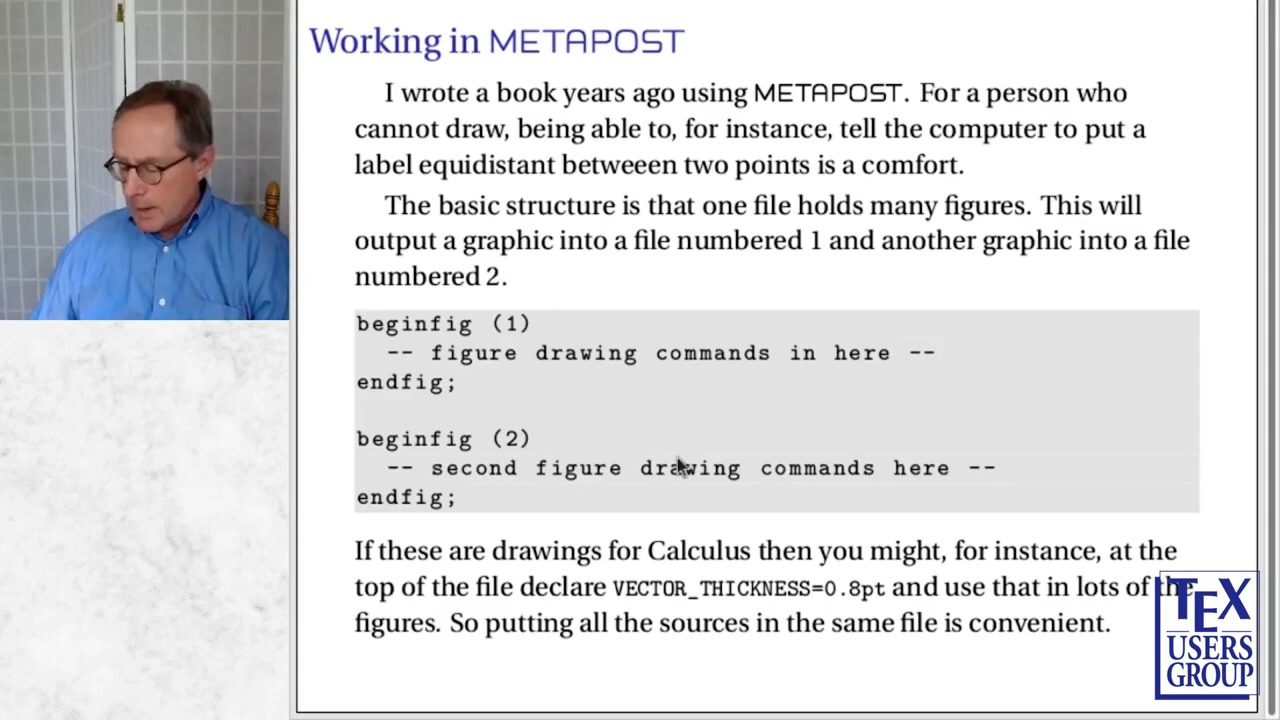 Working in METAPOST
I wrote a book years ago using METAPOST. For a person who
cannot draw, being able to, for instance, tell the computer to put a
label equidistant betweeen two points is a comfort.
The basic structure is that one file holds many figures. This will
output a graphic into a file numbered 1 and another graphic into a file
numbered 2.
beginfig (1)
-- figure drawing commands in here --
endfig;
beginfig (2)
-- second figure drawing commands here --
endfig;
If these are drawings for Calculus then you might, for instance, at the
top of the file declare VECTOR_THICKNESS=0.8pt and use that in lots of the
figures. So putting all the sources in the same file is convenient.
TEX
USERS
GROUP